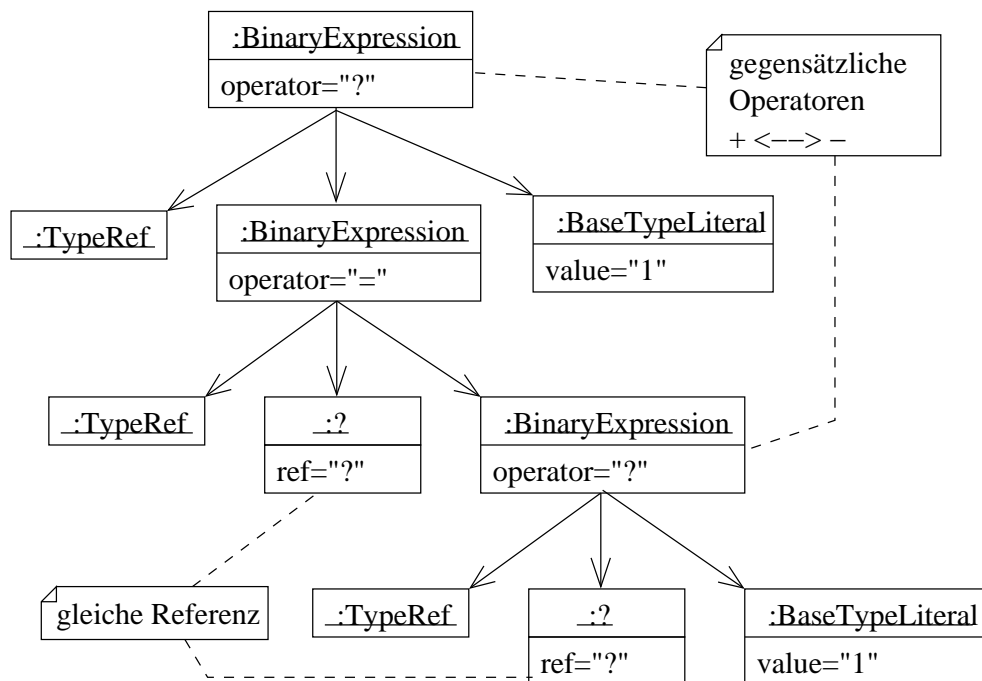 :BinaryExpression
operator="?"
gegensätzliche
Operatoren
+ <−−> −
:TypeRef
:BinaryExpression
operator="="
:BaseTypeLiteral
value="1"
:TypeRef
:?
ref="?"
:BinaryExpression
operator="?"
gleiche Referenz
:TypeRef
:?
ref="?"
:BaseTypeLiteral
value="1"